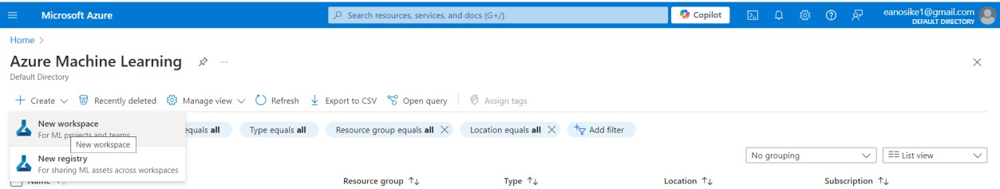 Microsoft Azure
Search resources, services, and docs (G+/)
Copilot
eanosike1@gmail.com
DEFAULT DIRECTORY
Home >
Azure Machine Learning
Default Directory
Create
Recently deleted
Manage view
Refresh
Export to CSV
Open query
Assign tags
New workspace
For ML projects and teams
New workspace
New registry
For sharing ML assets across workspaces
equals all
Type equals all
Resource group equals all
Location equals all
Add filter
No grouping
List view
Name
Resource group
Type
Location
Subscription